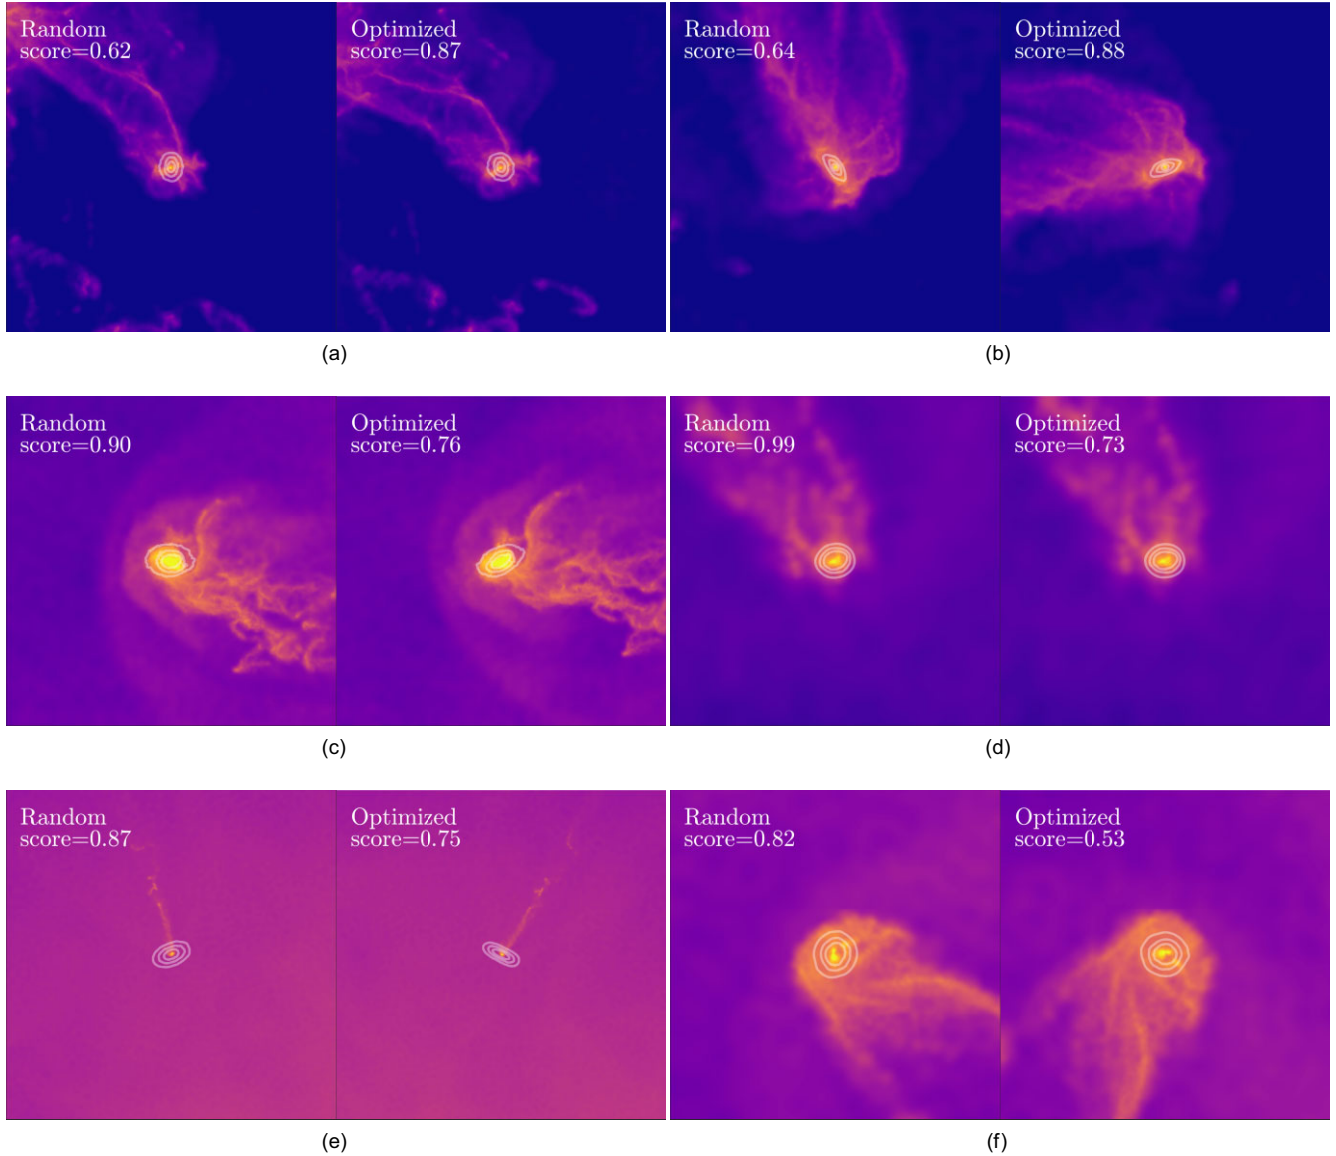 Random
score=0.62
Optimized
score=0.87
Random
score=0.64
Optimized
score=0.88
(a)
(b)
Random
score=0.90
Optimized
score=0.76
Random
score=0.99
Optimized
score=0.73
(c)
(d)
Random
score=0.87
Optimized
score=0.75
Random
score=0.82
Optimized
score=0.53
(e)
(f)